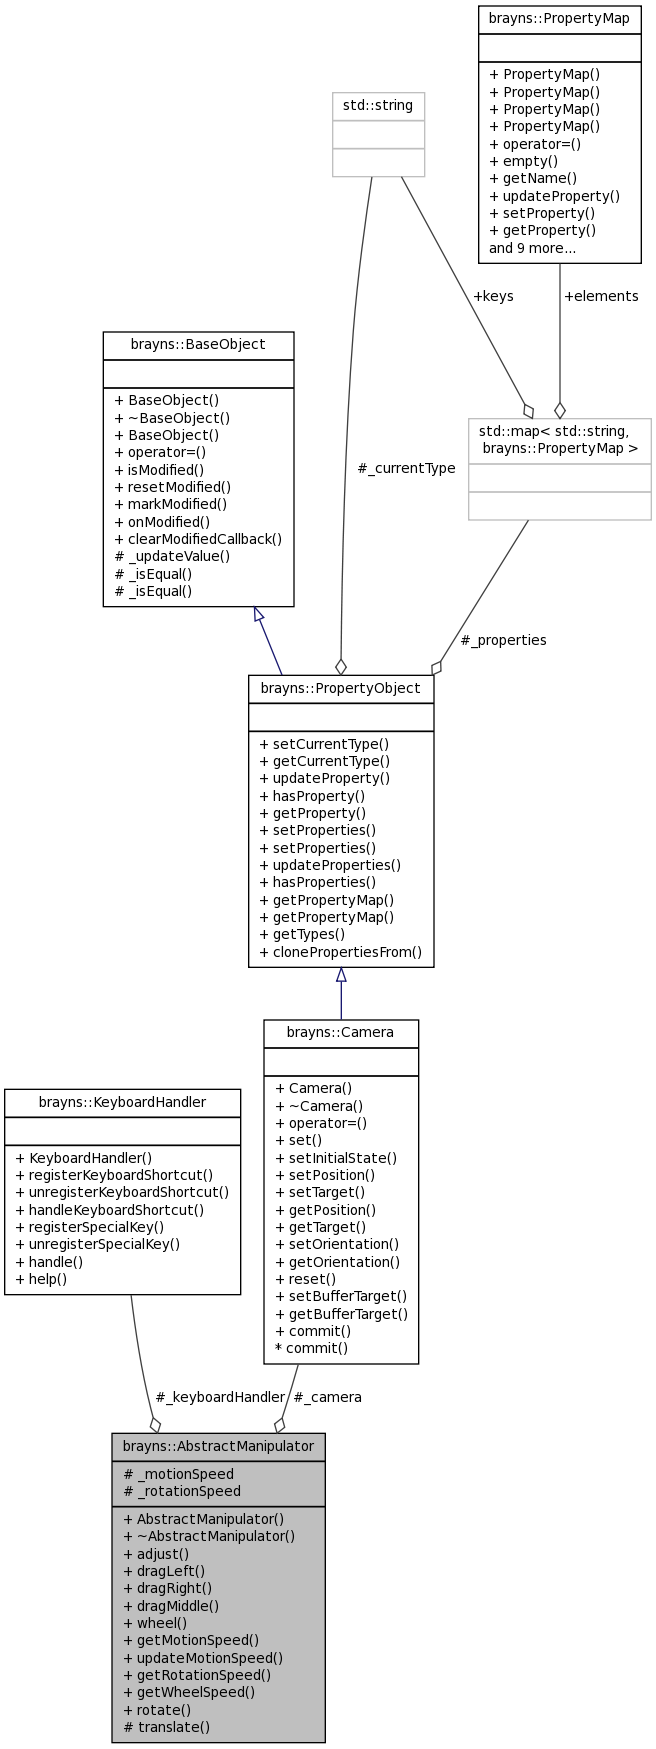 brayns::PropertyMap
+ PropertyMap()
+ PropertyMap()
+ PropertyMap()
+ PropertyMap()
+ operator=()
+ empty()
+ getName()
+ updateProperty()
+ setProperty()
+ getProperty()
and 9 more...
std::string
+keys
+elements
brayns::BaseObject
+ BaseObject()
+ ~BaseObject()
+ BaseObject()
+ operator=()
+ isModified()
+ resetModified()
+ markModified()
+ onModified()
+ clearModifiedCallback()
# _updateValue()
# _isEqual()
# _isEqual()
std::map< std::string,
brayns::PropertyMap >
#_currentType
#_properties
brayns::PropertyObject
+ setCurrentType()
+ getCurrentType()
+ updateProperty()
+ hasProperty()
+ getProperty()
+ setProperties()
+ setProperties()
+ updateProperties()
+ hasProperties()
+ getPropertyMap()
+ getPropertyMap()
+ getTypes()
+ clonePropertiesFrom()
brayns::Camera
+ Camera()
+ ~Camera()
+ operator=()
+ set()
+ setInitialState()
+ setPosition()
+ setTarget()
+ getPosition()
+ getTarget()
+ setOrientation()
+ getOrientation()
+ reset()
+ setBufferTarget()
+ getBufferTarget()
+ commit()
* commit()
brayns::KeyboardHandler
+ KeyboardHandler()
+ registerKeyboardShortcut()
+ unregisterKeyboardShortcut()
+ handleKeyboardShortcut()
+ registerSpecialKey()
+ unregisterSpecialKey()
+ handle()
+ help()
#_keyboardHandler
#_camera
brayns::AbstractManipulator
# _motionSpeed
# _rotationSpeed
+ AbstractManipulator()
+ ~AbstractManipulator()
+ adjust()
+ dragLeft()
+ dragRight()
+ dragMiddle()
+ wheel()
+ getMotionSpeed()
+ updateMotionSpeed()
+ getRotationSpeed()
+ getWheelSpeed()
+ rotate()
# translate()